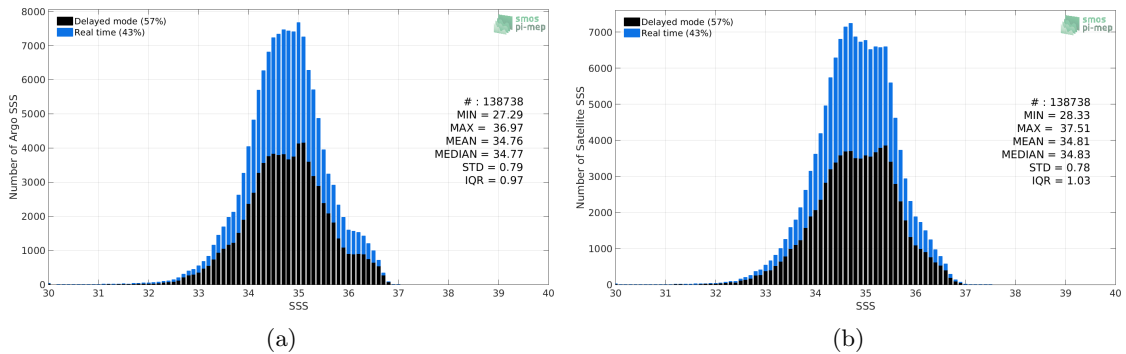 Delayed mode (57%)
Real time (43%)
smos
pi-mep
8000
7000
6000
5000
4000
3000
2000
1000
0
Number of Argo SSS
# : 138738
MIN = 27.29
MAX = 36.97
MEAN = 34.76
MEDIAN = 34.77
STD = 0.79
IQR = 0.97
30 31 32 33 34 35 36 37 38 39 40
SSS
(a)
Delayed mode (57%)
Real time (43%)
smos
pi-mep
7000
6000
5000
4000
3000
2000
1000
0
Number of Satellite SSS
# : 138738
MIN = 28.33
MAX = 37.51
MEAN = 34.81
MEDIAN = 34.83
STD = 0.78
IQR = 1.03
30 31 32 33 34 35 36 37 38 39 40
SSS
(b)